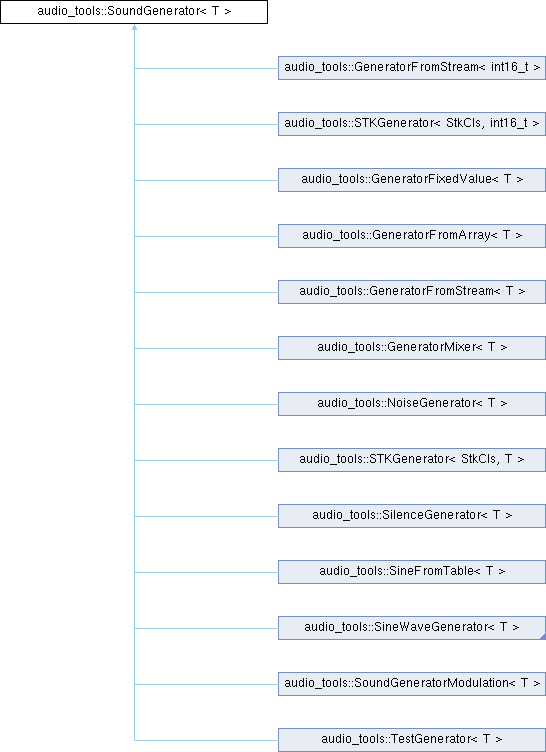 audio_tools::SoundGenerator< T >
audio_tools::GeneratorFromStream< int16_t >
audio_tools::STKGenerator< StkCls, int16_t >
audio_tools::GeneratorFixedValue< T >
audio_tools::GeneratorFromArray< T >
audio_tools::GeneratorFromStream< T >
audio_tools::GeneratorMixer< T >
audio_tools::NoiseGenerator< T >
audio_tools::STKGenerator< StkCls, T >
audio_tools::SilenceGenerator< T >
audio_tools::SineFromTable< T >
audio_tools::SineWaveGenerator< T >
audio_tools::SoundGeneratorModulation< T >
audio_tools::TestGenerator< T >